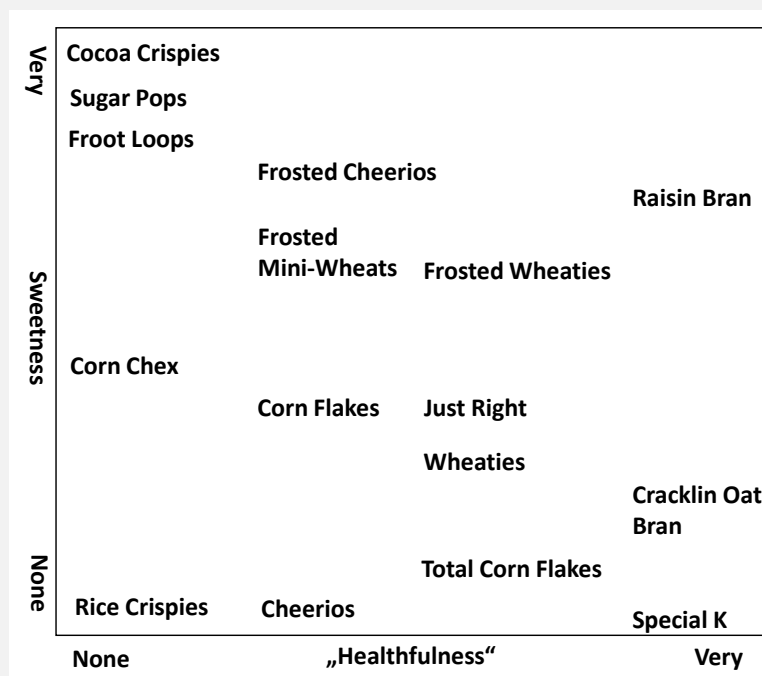 Very
Sweetness
None
Cocoa Crispies
Sugar Pops
Froot Loops
Frosted Cheerios
Raisin Bran
Frosted
Mini-Wheats
Frosted Wheaties
Corn Chex
Corn Flakes
Just Right
Wheaties
Cracklin Oat
Bran
Total Corn Flakes
Rice Crispies
Cheerios
Special K
None
„Healthfulness“
Very